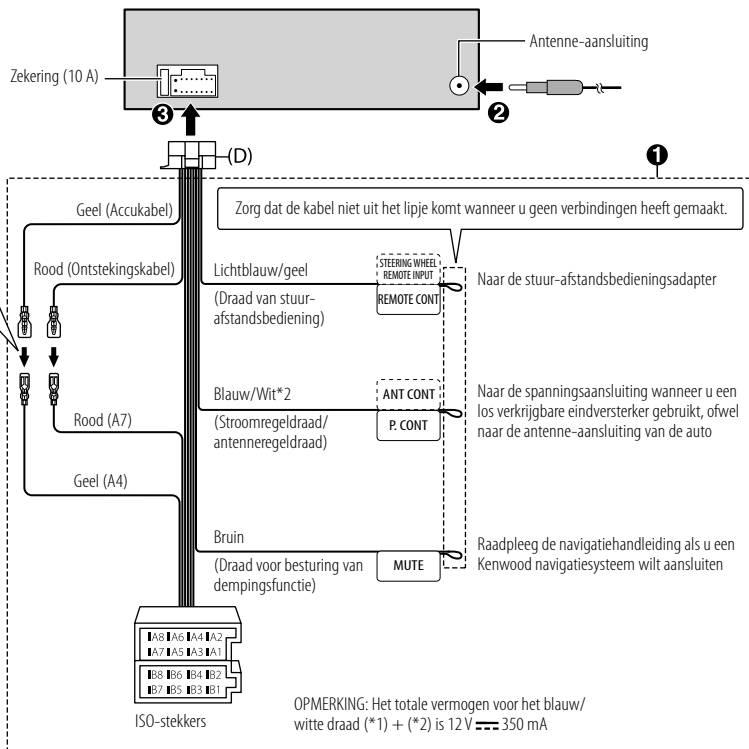 Antenne-aansluiting
Zekering (10 A)
❸
❷
(D)
❶
Geel (Accukabel)
Zorg dat de kabel niet uit het lipje komt wanneer u geen verbindingen heeft gemaakt.
Rood (Ontstekingskabel)
Lichtblauw/geel
(Draad van stuur-
afstandsbediening)
STEERING WHEEL
REMOTE INPUT
REMOTE CONT
Naar de stuur-afstandsbedieningsadapter
Blauw/Wit*2
(Stroomregeldraad/
antenneregeldraad)
ANT CONT
P. CONT
Naar de spanningsaansluiting wanneer u een
los verkrijgbare eindversterker gebruikt, ofwel
naar de antenne-aansluiting van de auto
Rood (A7)
Geel (A4)
Bruin
(Draad voor besturing van
dempingsfunctie)
MUTE
Raadpleeg de navigatiehandleiding als u een
Kenwood navigatiesysteem wilt aansluiten
A8 A6 A4 A2
A7 A5 A3 A1
B8 B6 B4 B2
B7 B5 B3 B1
ISO-stekkers
OPMERKING: Het totale vermogen voor het blauw/
witte draad (*1) + (*2) is 12 V ⎓ 350 mA